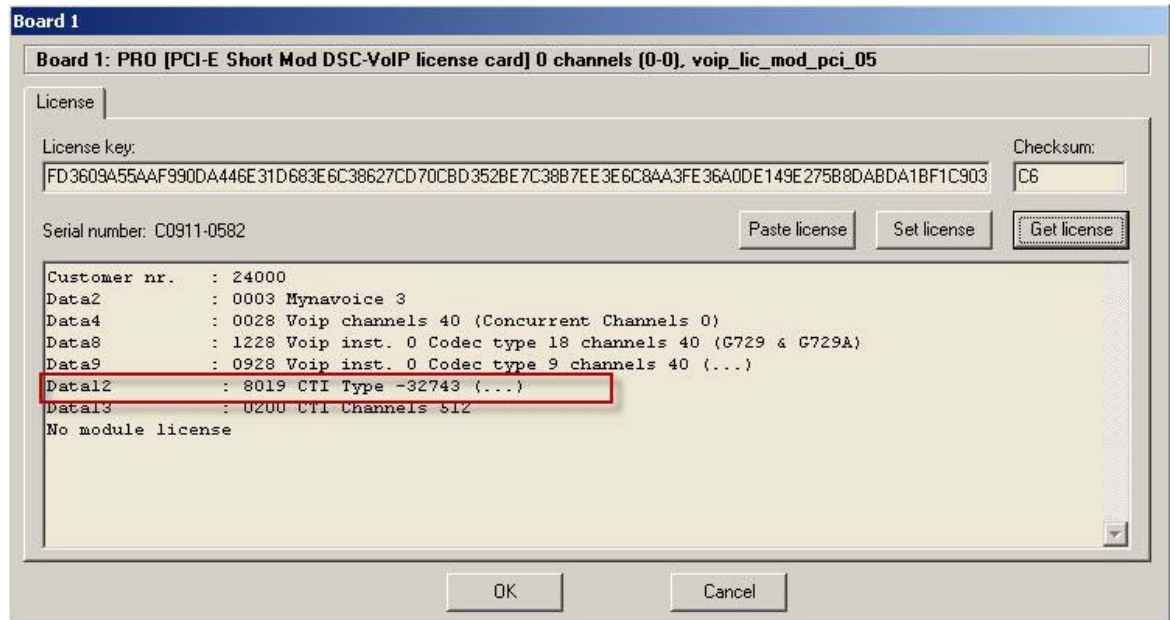 Board 1
Board 1: PRO [PCI-E Short Mod DSC-VoIP license card] 0 channels (0-0), voip_lic_mod_pci_05
License
License key: Checksum:
FD3609A55AAF990DA446E31D683E6C38627CD70CBD352BE7C38B7EE3E6C8AA3FE36A0DE149E275B8DABDA1BF1C903 C6
Serial number: C0911-0582 Paste license Set license Get license
Customer nr. : 24000
Data2 : 0003 Mynavoice 3
Data4 : 0028 Voip channels 40 (Concurrent Channels 0)
Data8 : 1228 Voip inst. 0 Codec type 18 channels 40 (G729 & G729A)
Data9 : 0928 Voip inst. 0 Codec type 9 channels 40 (...)
Data12 : 8019 CTI Type -32743 (...)
Data13 : 0200 CTI Channels 512
No module license
OK Cancel